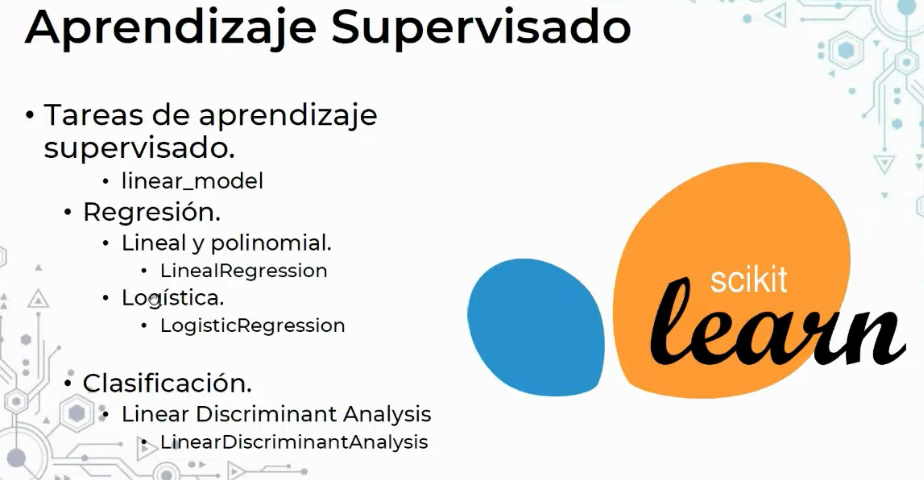 Aprendizaje Supervisado
• Tareas de aprendizaje
supervisado.
• linear_model
• Regresión.
• Lineal y polinomial.
• LinealRegression
• Logística.
• LogisticRegression
• Clasificación.
• Linear Discriminant Analysis
• LinearDiscriminantAnalysis
scikit
learn